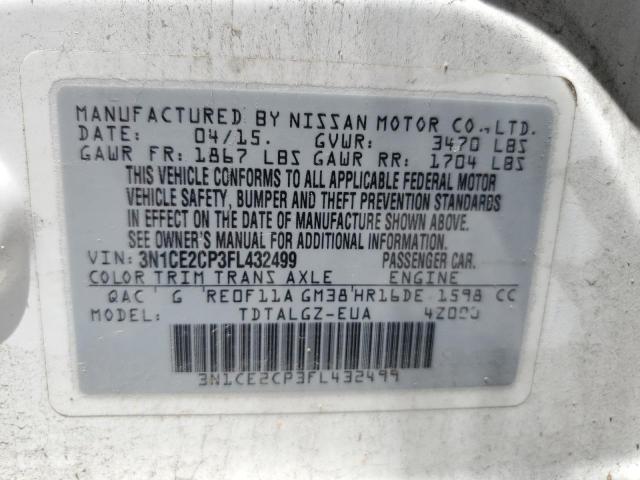 MANUFACTURED BY NISSAN MOTOR CO., LTD.
DATE: 04/15. GVWR: 3470 LBS
GAWR FR: 1867 LBS GAWR RR: 1704 LBS
THIS VEHICLE CONFORMS TO ALL APPLICABLE FEDERAL MOTOR
VEHICLE SAFETY, BUMPER AND THEFT PREVENTION STANDARDS
IN EFFECT ON THE DATE OF MANUFACTURE SHOWN ABOVE.
SEE OWNER'S MANUAL FOR ADDITIONAL INFORMATION.
VIN: 3N1CE2CP3FL432499 PASSENGER CAR.
COLOR TRIM TRANS AXLE ENGINE
QAC' G 'RE0F11A GM38'HR16DE 1598 CC
MODEL: TDTALGZ-EUA
3N1CE2CP3FL432499